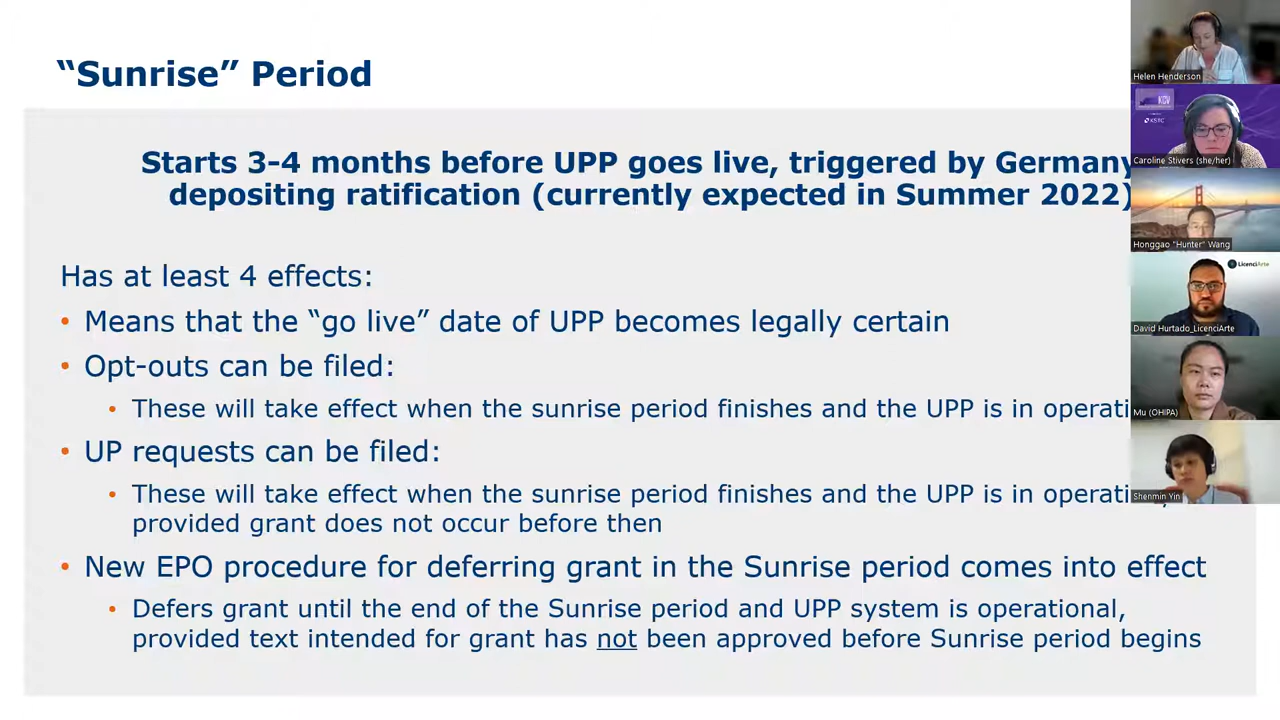 “Sunrise” Period
Starts 3-4 months before UPP goes live, triggered by Germany
depositing ratification (currently expected in Summer 2022)
Has at least 4 effects:
• Means that the “go live” date of UPP becomes legally certain
• Opt-outs can be filed:
• These will take effect when the sunrise period finishes and the UPP is in operati
• UP requests can be filed:
• These will take effect when the sunrise period finishes and the UPP is in operati
provided grant does not occur before then
• New EPO procedure for deferring grant in the Sunrise period comes into effect
• Defers grant until the end of the Sunrise period and UPP system is operational,
provided text intended for grant has not been approved before Sunrise period begins
Helen Henderson
KGV
KSTC
Caroline Stivers (she/her)
Honggao "Hunter" Wang
LicenciArte
David Hurtado_LicenciArte
Mu (OHIPA)
Shenmin Yin